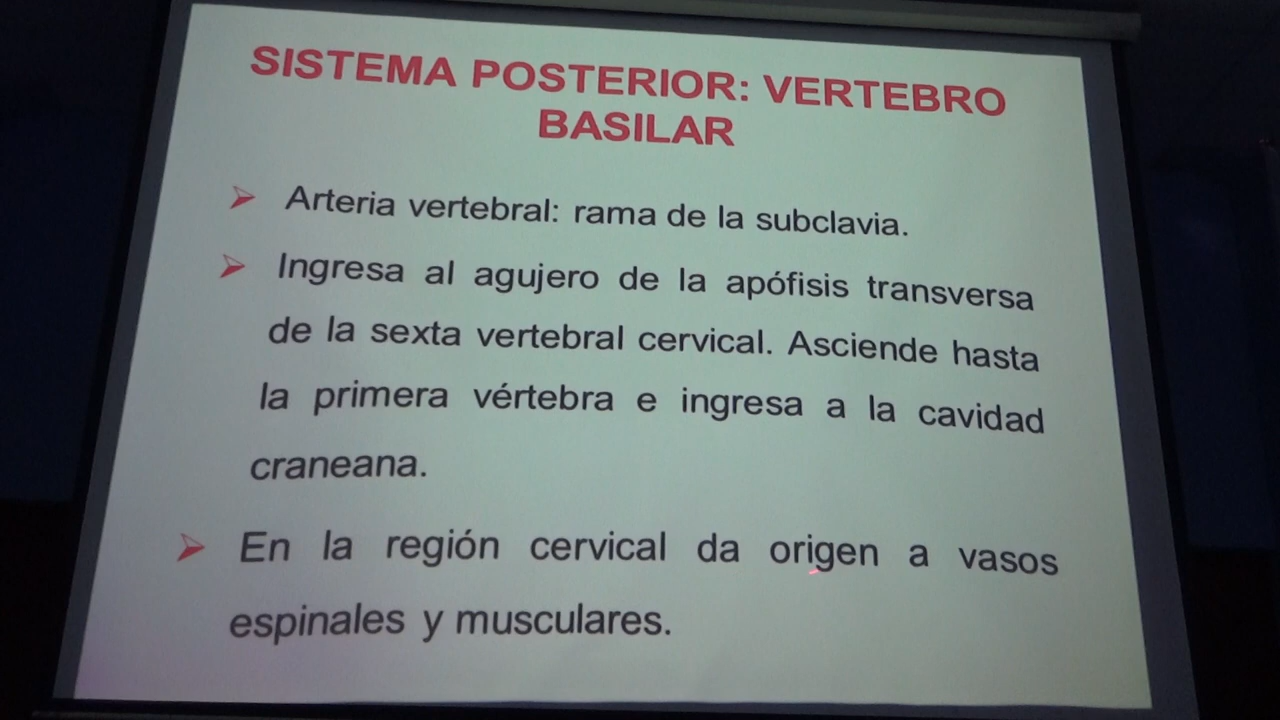 SISTEMA POSTERIOR: VERTEBRO
BASILAR
Arteria vertebral: rama de la subclavia.
Ingresa al agujero de la apófisis transversa
de la sexta vertebral cervical. Asciende hasta
la primera vértebra e ingresa a la cavidad
craneana.
En la región cervical da origen a vasos
espinales y musculares.